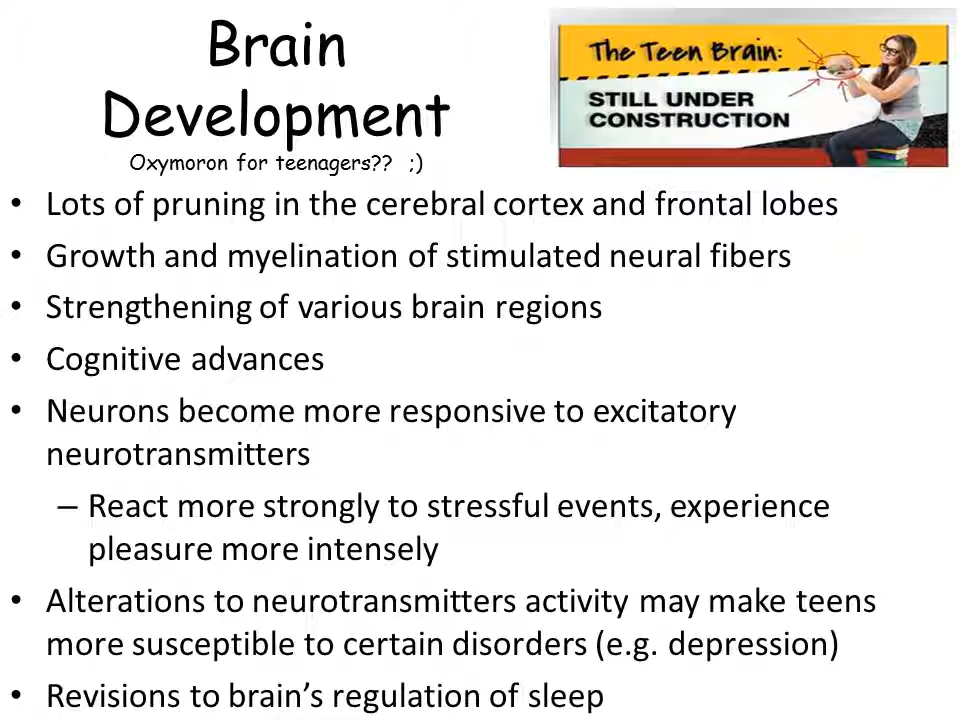 Brain
Development
Oxymoron for teenagers??  ;)
The Teen Brain:
STILL UNDER
CONSTRUCTION
• Lots of pruning in the cerebral cortex and frontal lobes
• Growth and myelination of stimulated neural fibers
• Strengthening of various brain regions
• Cognitive advances
• Neurons become more responsive to excitatory
neurotransmitters
– React more strongly to stressful events, experience
pleasure more intensely
• Alterations to neurotransmitters activity may make teens
more susceptible to certain disorders (e.g. depression)
• Revisions to brain’s regulation of sleep